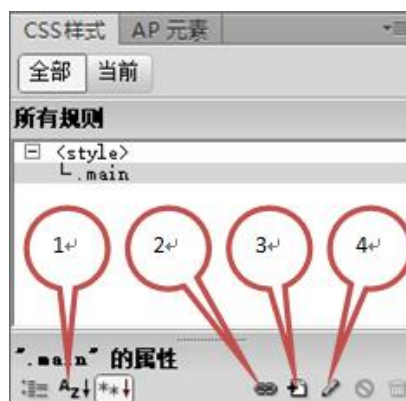 CSS样式 AP 元素
全部 当前
所有规则
<style>
.main
1 2 3 4
".main" 的属性
Az↓ **↓